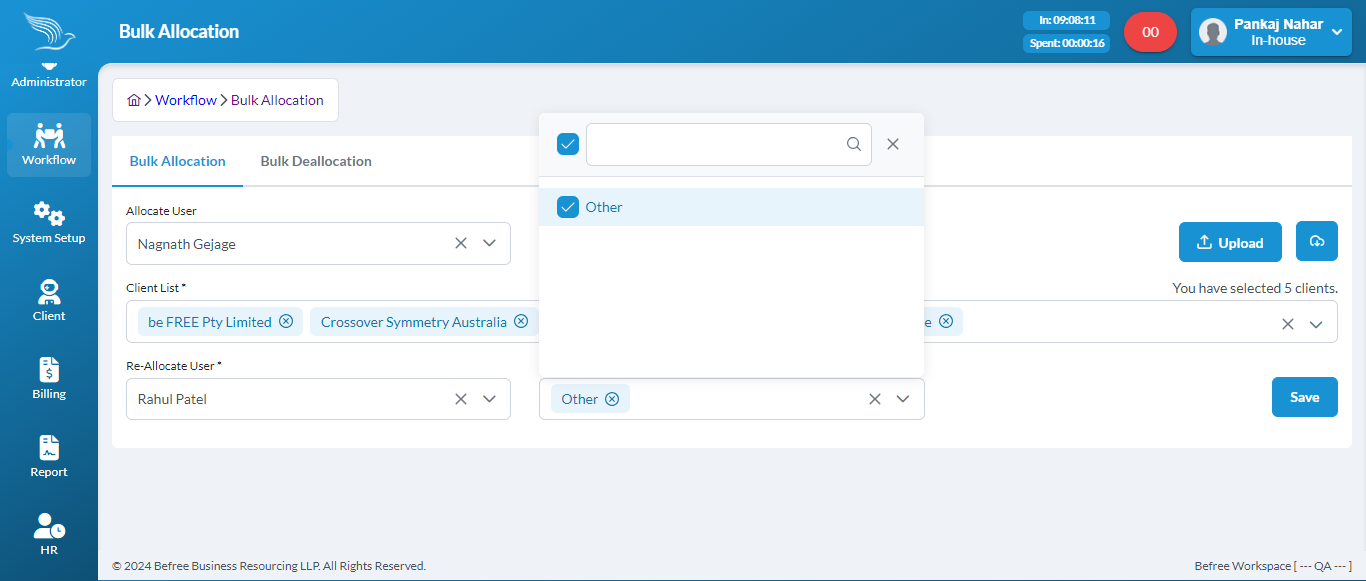 Bulk Allocation
In: 09:08:11
Spent: 00:00:16
00
Pankaj Nahar
In-house
Administrator
Workflow
System Setup
Client
Billing
Report
HR
Workflow Bulk Allocation
Bulk Allocation
Bulk Deallocation
Other
Allocate User
Nagnath Gejage
Upload
Client List *
You have selected 5 clients.
be FREE Pty Limited
Crossover Symmetry Australia
e
Re-Allocate User *
Rahul Patel
Other
Save
© 2024 Befree Business Resourcing LLP. All Rights Reserved.
Befree Workspace [ --- QA --- ]